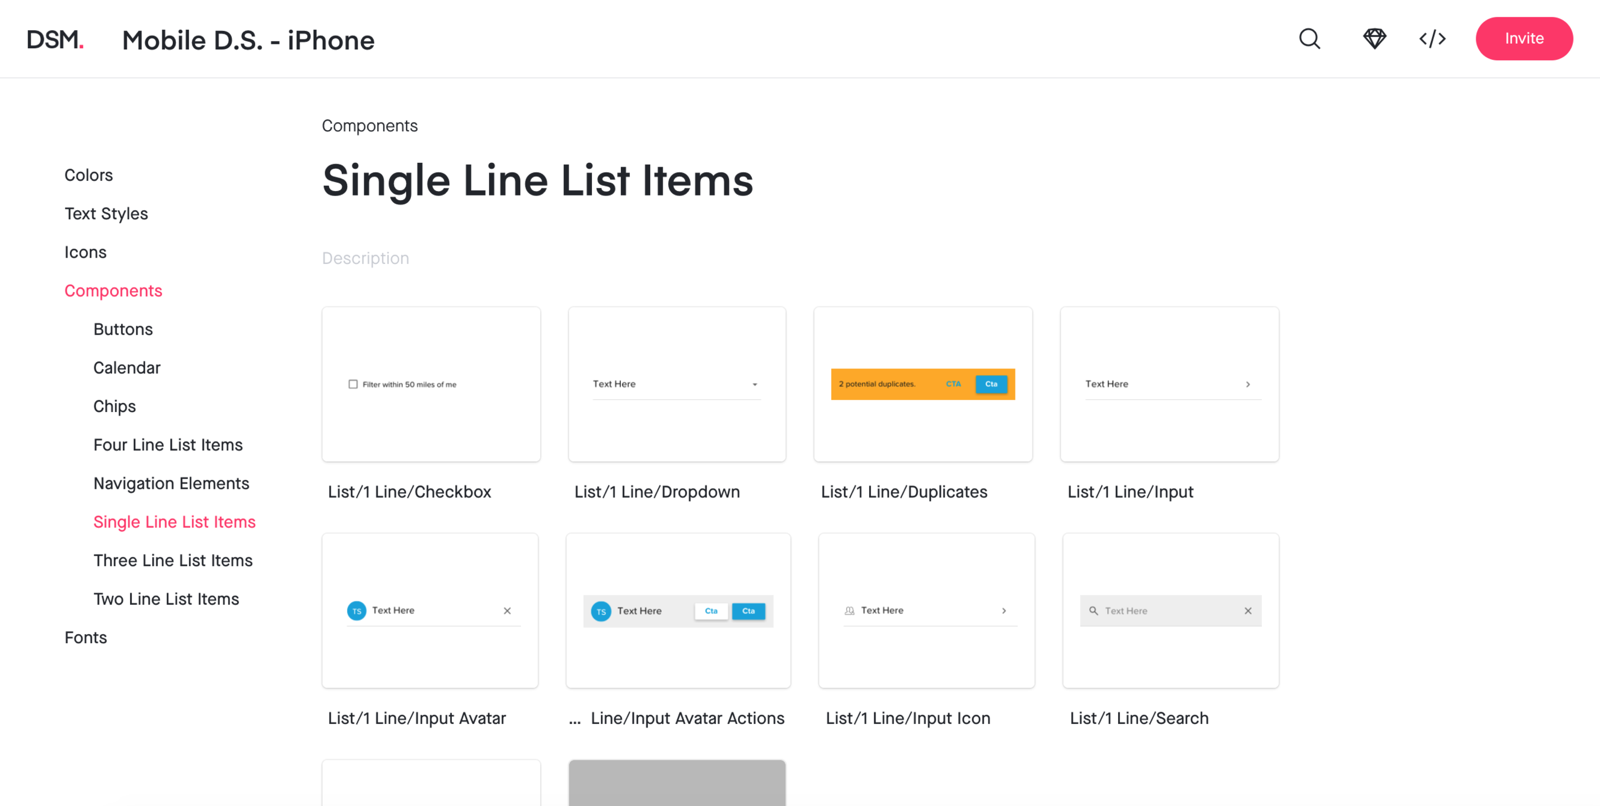 DSM.
Mobile D.S. - iPhone
</>
Invite
Colors
Text Styles
Icons
Components
Buttons
Calendar
Chips
Four Line List Items
Navigation Elements
Single Line List Items
Three Line List Items
Two Line List Items
Fonts
Components
Single Line List Items
Description
Filter within 50 miles of me
Text Here
2 potential duplicates. CTA Cta
Text Here
List/1 Line/Checkbox
List/1 Line/Dropdown
List/1 Line/Duplicates
List/1 Line/Input
TS Text Here
TS Text Here Cta Cta
Text Here
Text Here
List/1 Line/Input Avatar
... Line/Input Avatar Actions
List/1 Line/Input Icon
List/1 Line/Search